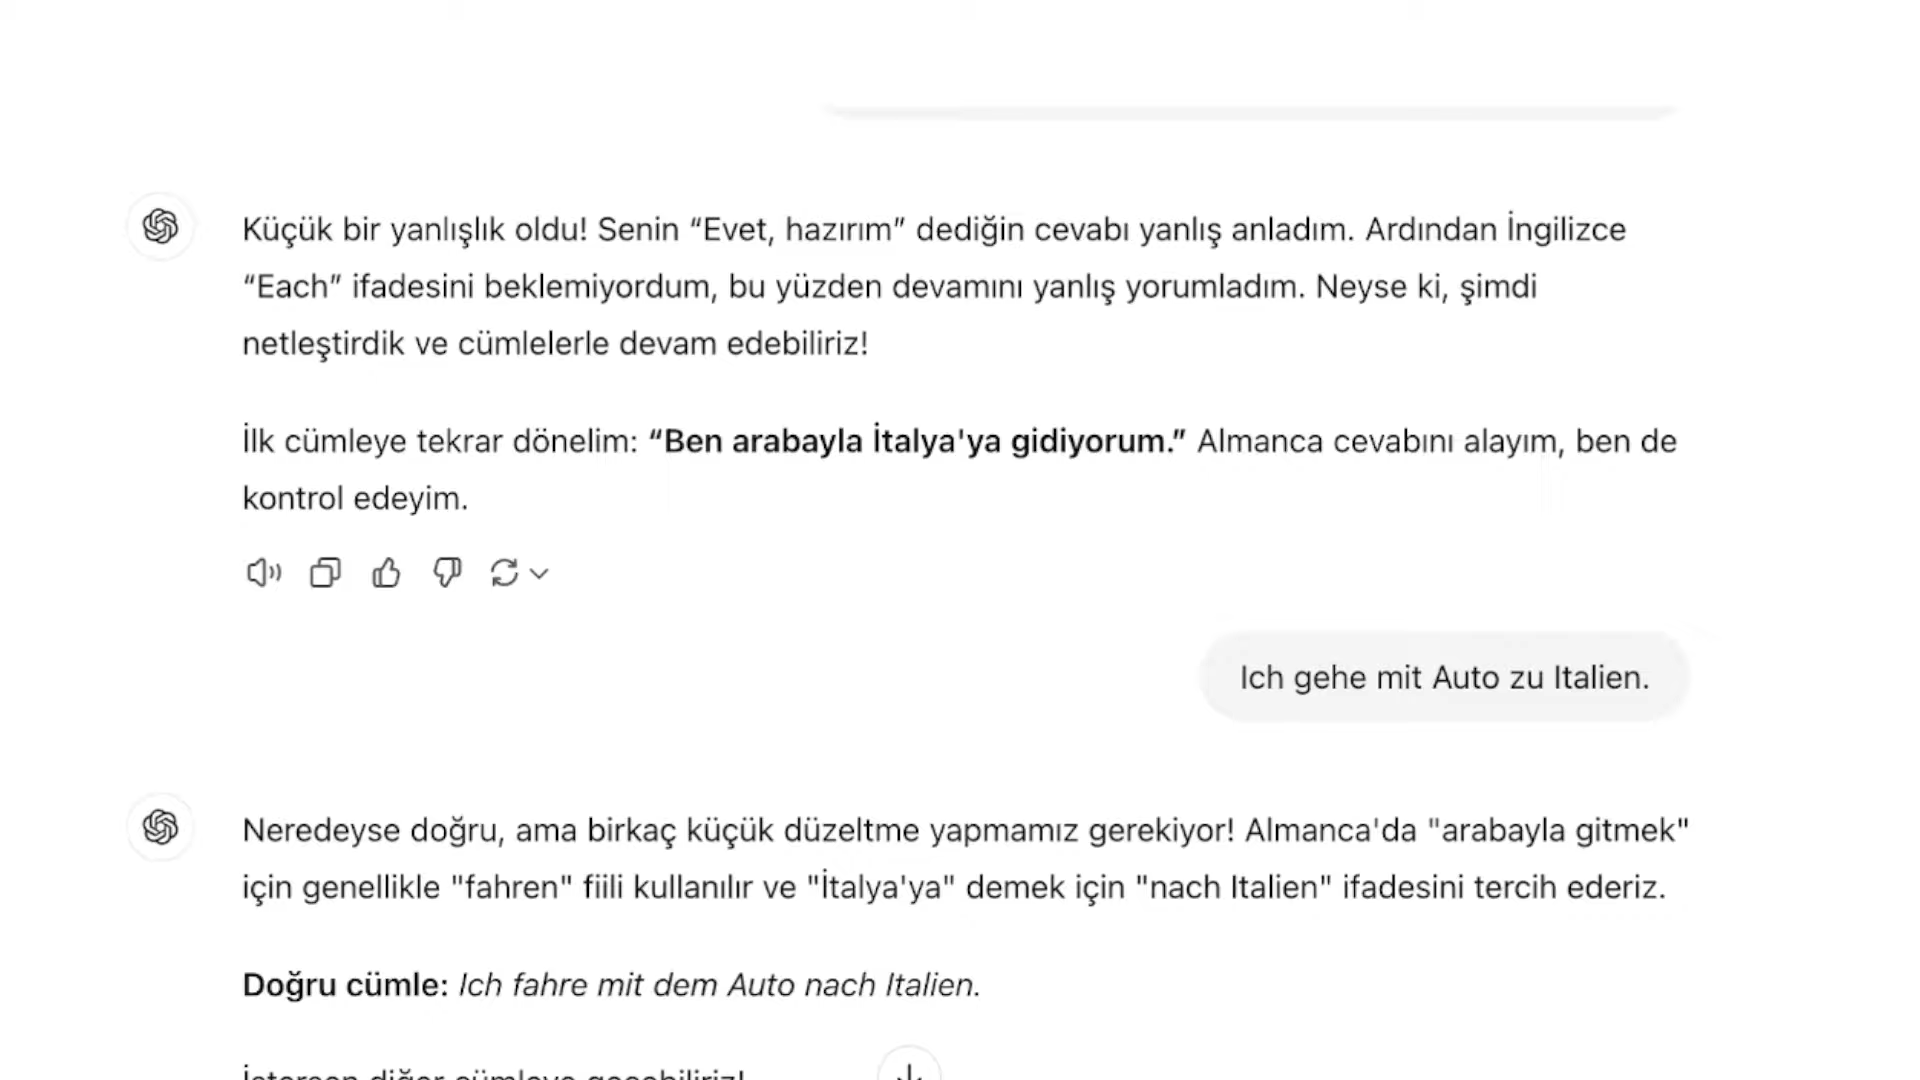 Küçük bir yanlışlık oldu! Senin “Evet, hazırım” dediğin cevabı yanlış anladım. Ardından İngilizce
“Each” ifadesini beklemiyordum, bu yüzden devamını yanlış yorumladım. Neyse ki, şimdi
netleştirdik ve cümlelerle devam edebiliriz!
İlk cümleye tekrar dönelim: “Ben arabayla İtalya'ya gidiyorum.” Almanca cevabını alayım, ben de
kontrol edeyim.
Ich gehe mit Auto zu Italien.
Neredeyse doğru, ama birkaç küçük düzeltme yapmamız gerekiyor! Almanca'da "arabayla gitmek"
için genellikle "fahren" fiili kullanılır ve "İtalya'ya" demek için "nach Italien" ifadesini tercih ederiz.
Doğru cümle: Ich fahre mit dem Auto nach Italien.
İstersen diğer cümleye geçebiliriz!